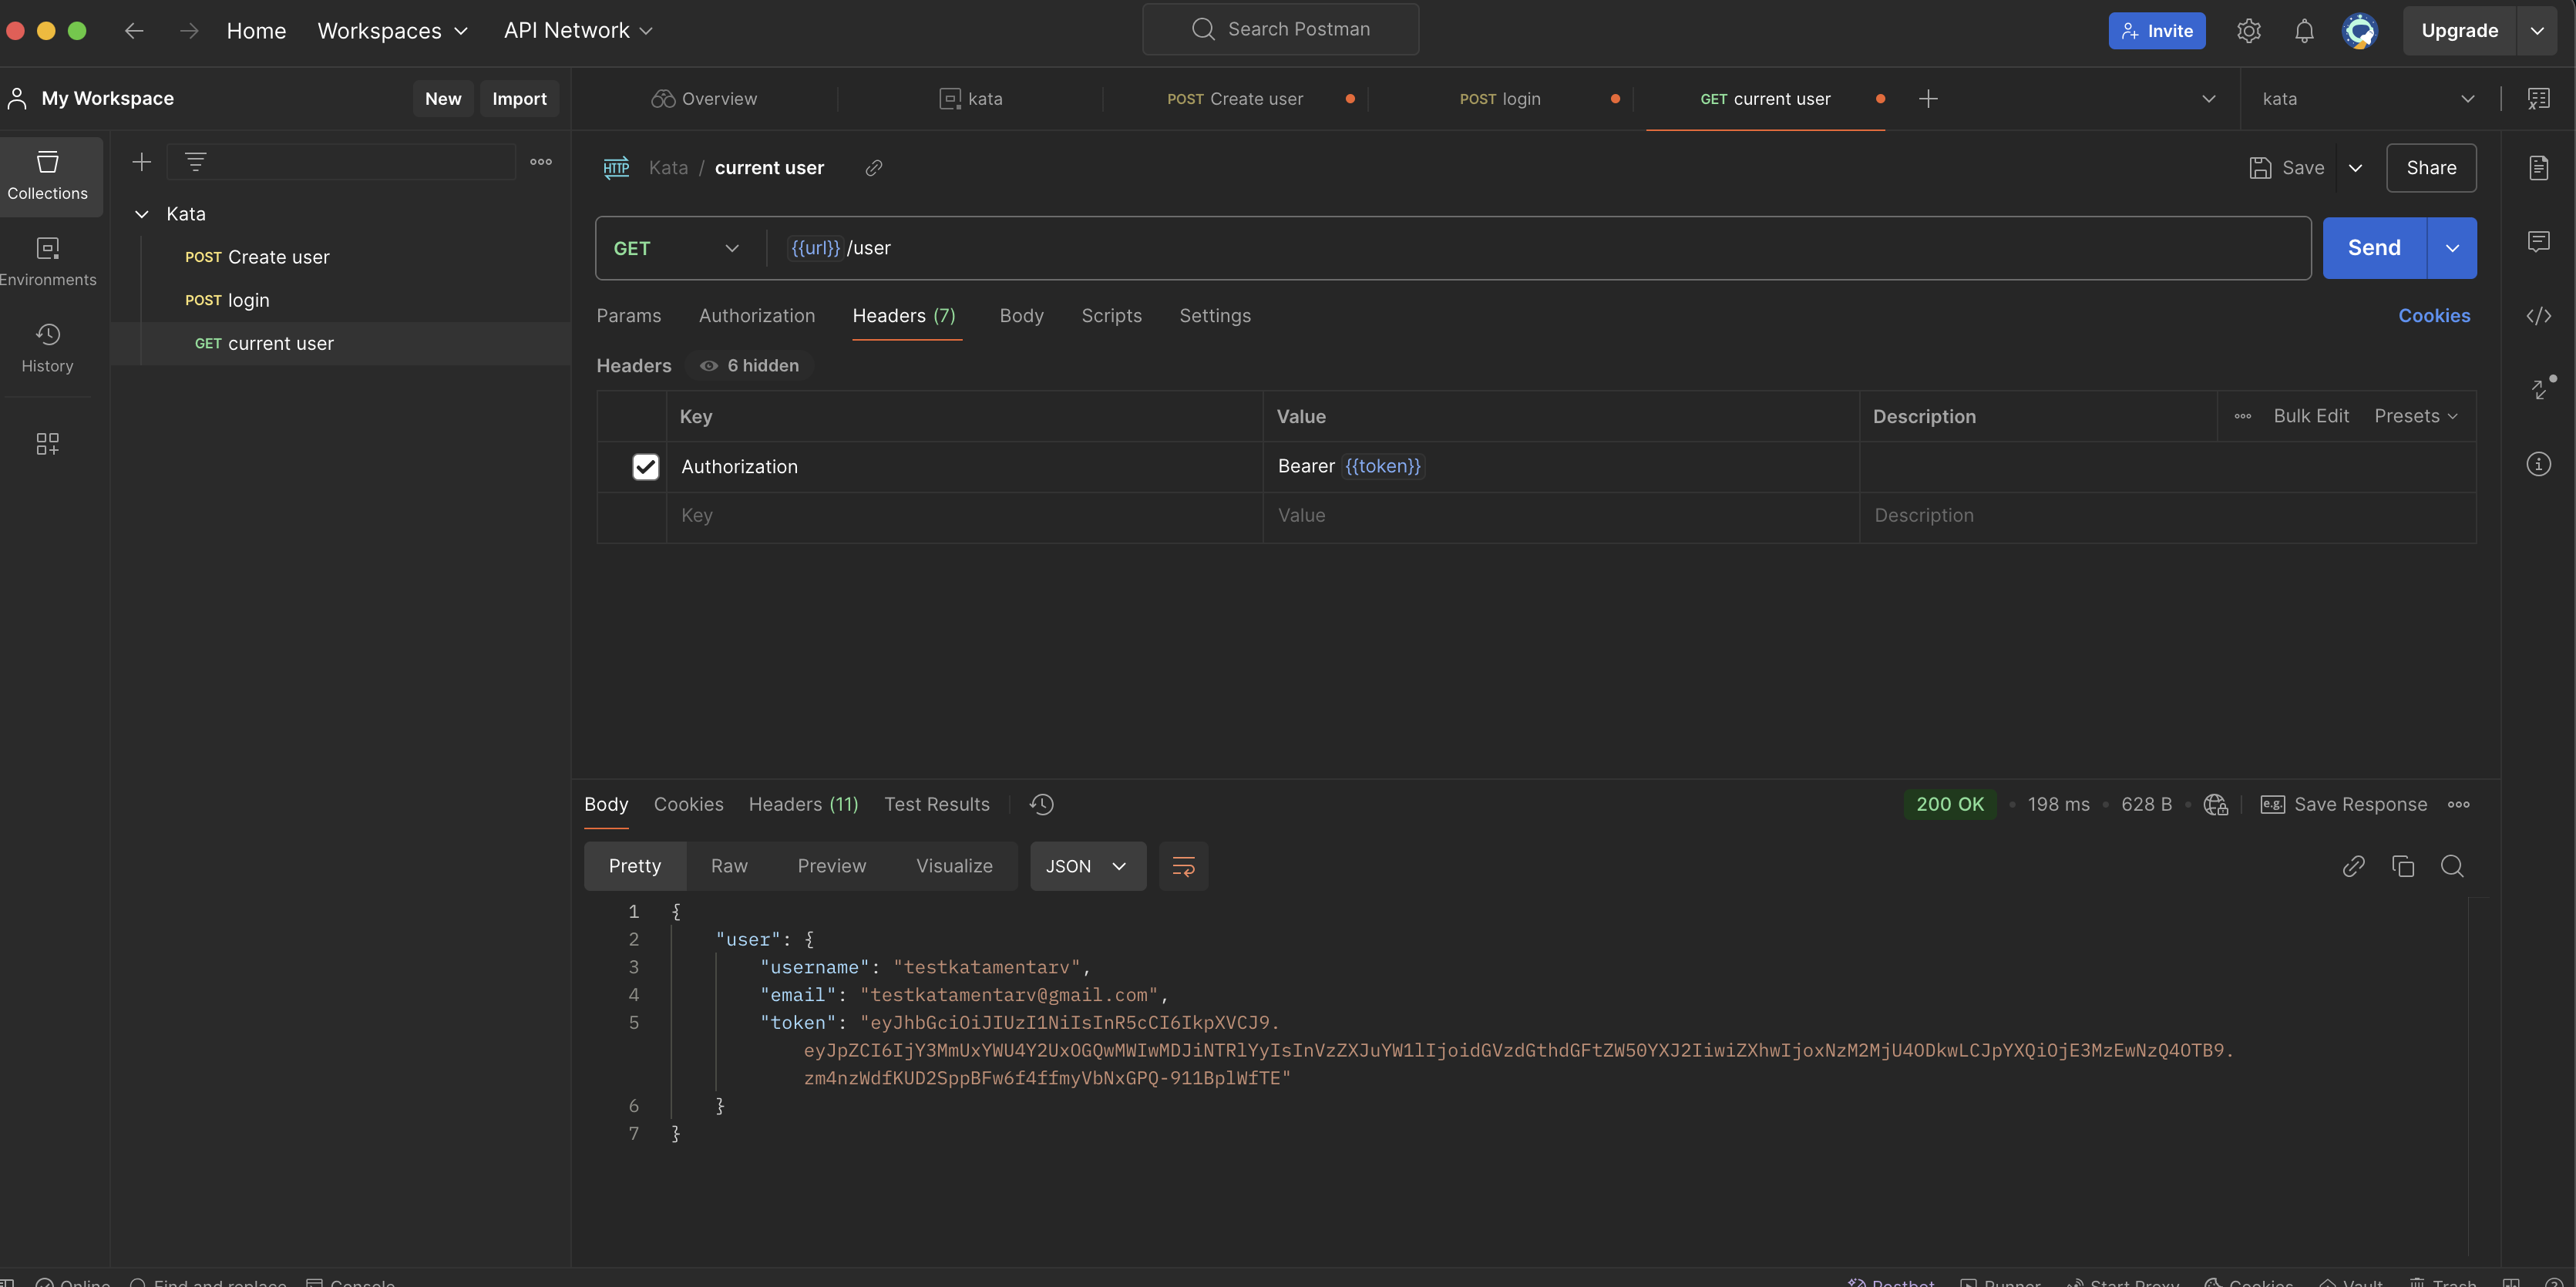 Home Workspaces API Network Search Postman Invite Upgrade
My Workspace New Import Overview kata POST Create user POST login GET current user kata
Collections
Environments
History
Kata
POST Create user
POST login
GET current user
HTTP Kata / current user Save Share
GET {{url}}/user Send
Params Authorization Headers (7) Body Scripts Settings Cookies
Headers 6 hidden
Key Value Description Bulk Edit Presets
Authorization Bearer {{token}}
Key Value Description
Body Cookies Headers (11) Test Results 200 OK 198 ms 628 B e.g. Save Response
Pretty Raw Preview Visualize JSON
1 {
2 "user": {
3 "username": "testkatamentarv",
4 "email": "testkatamentarv@gmail.com",
5 "token": "eyJhbGciOiJIUzI1NiIsInR5cCI6IkpXVCJ9.
eyJpZCI6IjY3MmUxYWU4Y2UxOGQwMWIwMDJiNTRlYyIsInVzZXJuYW1lIjoidGVzdGthdGFtZW50YXJ2IiwiZXhwIjoxNzM2MjU4ODkwLCJpYXQiOjE3MzEwNzQ4OTB9.
zm4nzWdfKUD2SppBFw6f4ffmyVbNxGPQ-911BplWfTE"
6 }
7 }
Online Find and replace Console Postbot Runner Start Proxy Cookies Vault Trash